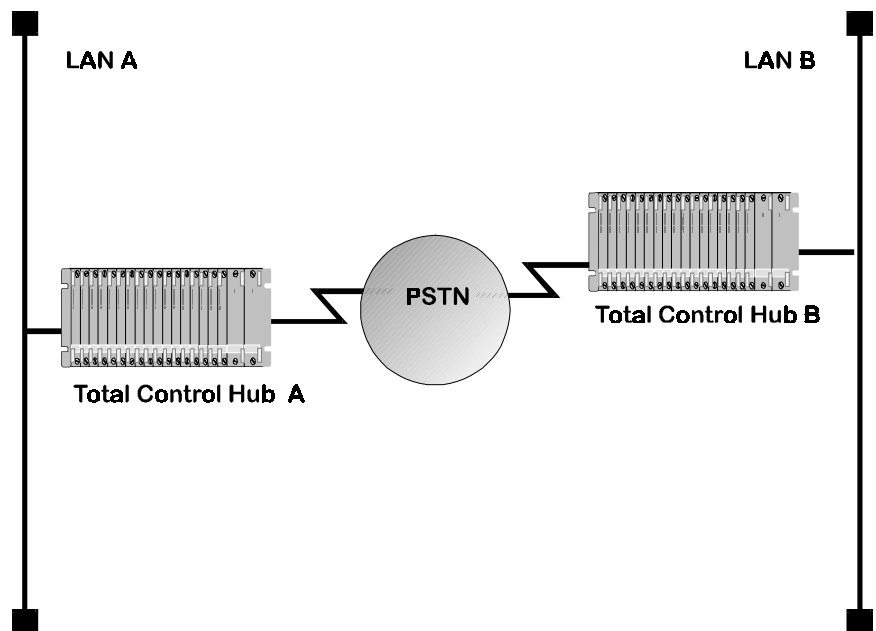 LAN A
LAN B
PSTN
Total Control Hub B
Total Control Hub A